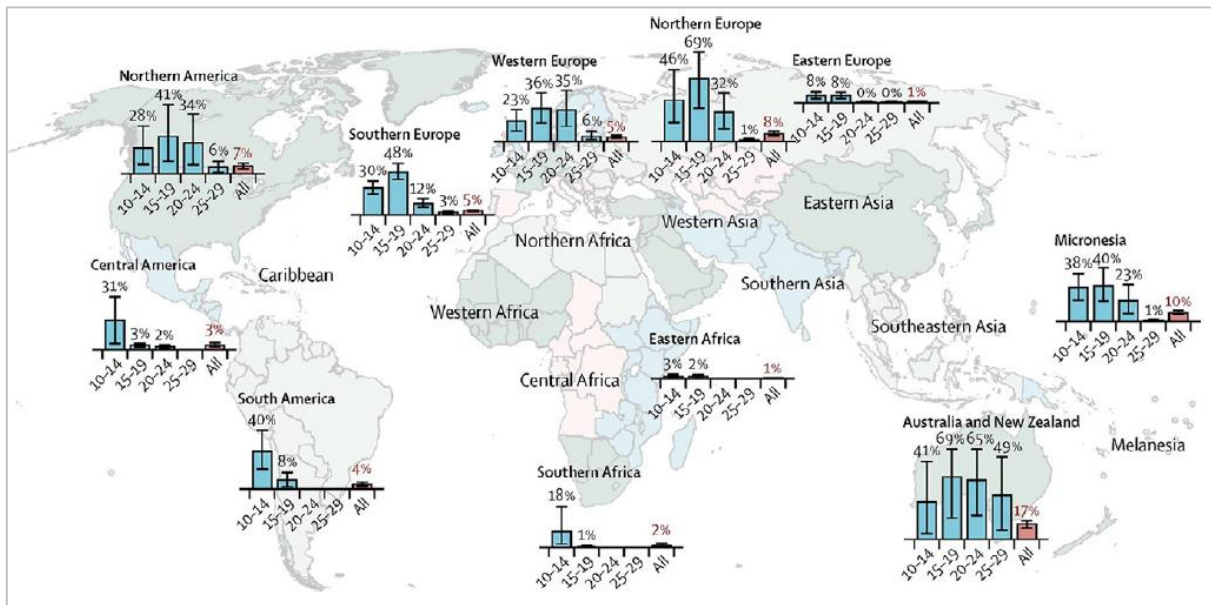 Northern America
28%
41%
34%
6%
7%
10–14
15–19
20–24
25–29
All
Southern Europe
30%
48%
12%
3%
5%
10–14
15–19
20–24
25–29
All
Western Europe
23%
36%
35%
6%
5%
10–14
15–19
20–24
25–29
All
Northern Europe
46%
69%
32%
1%
8%
10–14
15–19
20–24
25–29
All
Eastern Europe
8%
8%
0%
0%
1%
10–14
15–19
20–24
25–29
All
Eastern Asia
Western Asia
Northern Africa
Southern Asia
Caribbean
Central America
31%
3%
2%
3%
10–14
15–19
20–24
25–29
All
Western Africa
Southeastern Asia
Micronesia
38%
40%
23%
1%
10%
10–14
15–19
20–24
25–29
All
Eastern Africa
3%
2%
1%
10–14
15–19
20–24
25–29
All
Central Africa
South America
40%
8%
4%
10–14
15–19
20–24
25–29
All
Southern Africa
18%
1%
2%
10–14
15–19
20–24
25–29
All
Australia and New Zealand
41%
69%
65%
49%
17%
10–14
15–19
20–24
25–29
All
Melanesia